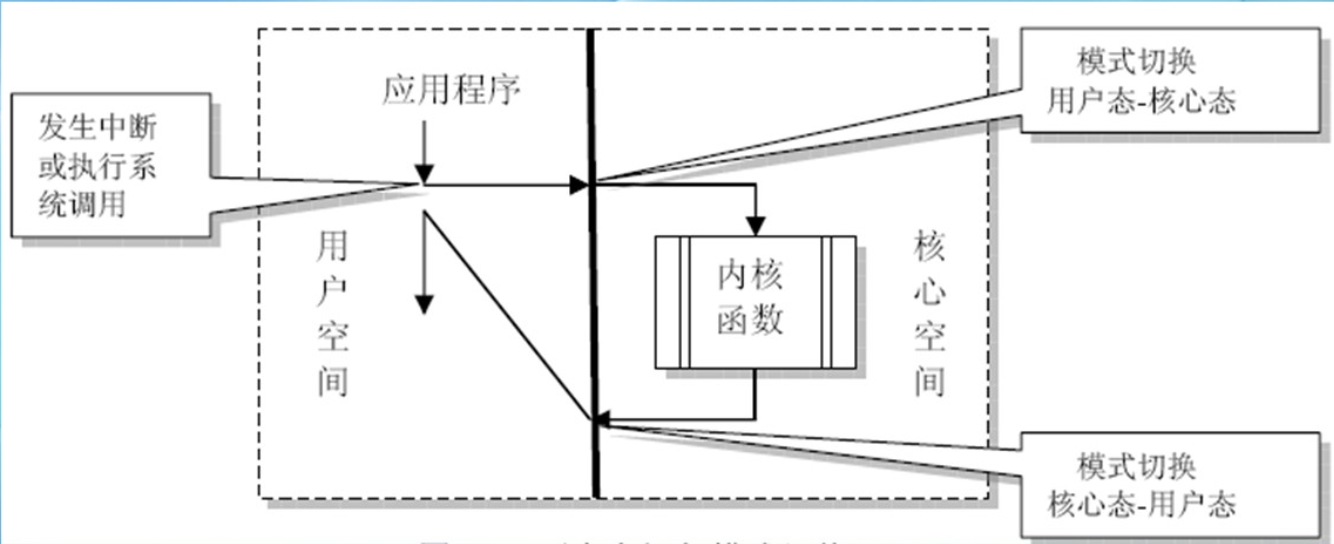 应用程序
发生中断
或执行系
统调用
模式切换
用户态-核心态
用户空间
内核
函数
核心空间
模式切换
核心态-用户态